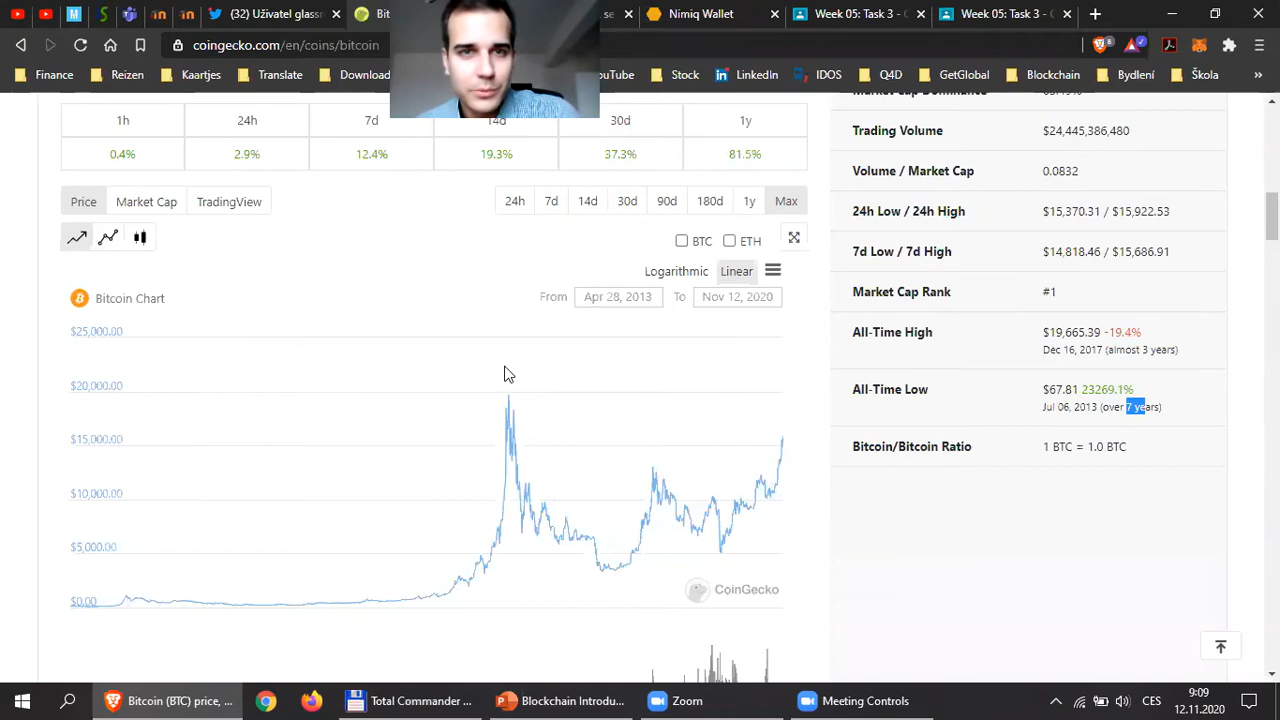 (32) Uživatel glassn
Bit
se
Nimiq Wallet
Week 05: Task 3 - G
Week 05: Task 3 - G
coingecko.com/en/coins/bitcoin
Finance
Reizen
Kaartjes
Translate
Download
YouTube
Stock
LinkedIn
IDOS
Q4D
GetGlobal
Blockchain
Bydlení
Škola
»
1h 24h 7d 14d 30d 1y
0.4% 2.9% 12.4% 19.3% 37.3% 81.5%
Price Market Cap TradingView
24h 7d 14d 30d 90d 180d 1y Max
BTC ETH
Logarithmic Linear
Bitcoin Chart
From Apr 28, 2013 To Nov 12, 2020
$25,000.00
$20,000.00
$15,000.00
$10,000.00
$5,000.00
$0.00
CoinGecko
Market Cap Dominance
Trading Volume $24,445,386,480
Volume / Market Cap 0.0832
24h Low / 24h High $15,370.31 / $15,922.53
7d Low / 7d High $14,818.46 / $15,686.91
Market Cap Rank #1
All-Time High $19,665.39 -19.4%
Dec 16, 2017 (almost 3 years)
All-Time Low $67.81 23269.1%
Jul 06, 2013 (over 7 years)
Bitcoin/Bitcoin Ratio 1 BTC = 1.0 BTC
Bitcoin (BTC) price, ...
Total Commander ...
Blockchain Introdu...
Zoom
Meeting Controls
CES
9:09
12.11.2020